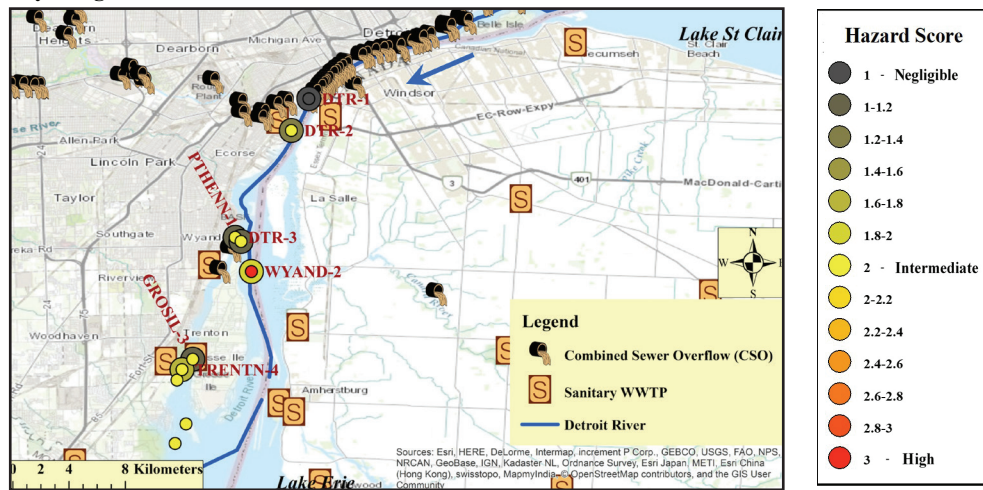 Belle Isle
Lake St Clair
Dearborn
Heights
Dearborn
Michigan Ave
Detroit
Canadian National
ecumseh
St. Clair
Beach
Windsor
DTR-1
EC-Row-Expy
DTR-2
Allen Park
Ecorse
Lincoln Park
PTHENN-1
3
401
MacDonald-Carti
Taylor
La Salle
Southgate
Wyand
DTR-3
N
W
E
S
WYAND-2
Riverview
GROSIL-3
Legend
Woodhaven
Trenton
Combined Sewer Overflow (CSO)
TRENTN-4
Sanitary WWTP
Amherstburg
Detroit River
Detroit River
0 2 4 8 Kilometers
Sources: Esri, HERE, DeLorme, Intermap, increment P Corp., GEBCO, USGS, FAO, NPS,
NRCAN, GeoBase, IGN, Kadaster NL, Ordnance Survey, Esri Japan, METI, Esri China
(Hong Kong), swisstopo, MapmyIndia, © OpenStreetMap contributors, and the GIS User
Community
Lake Erie
Hazard Score
1 - Negligible
1-1.2
1.2-1.4
1.4-1.6
1.6-1.8
1.8-2
2 - Intermediate
2-2.2
2.2-2.4
2.4-2.6
2.6-2.8
2.8-3
3 - High